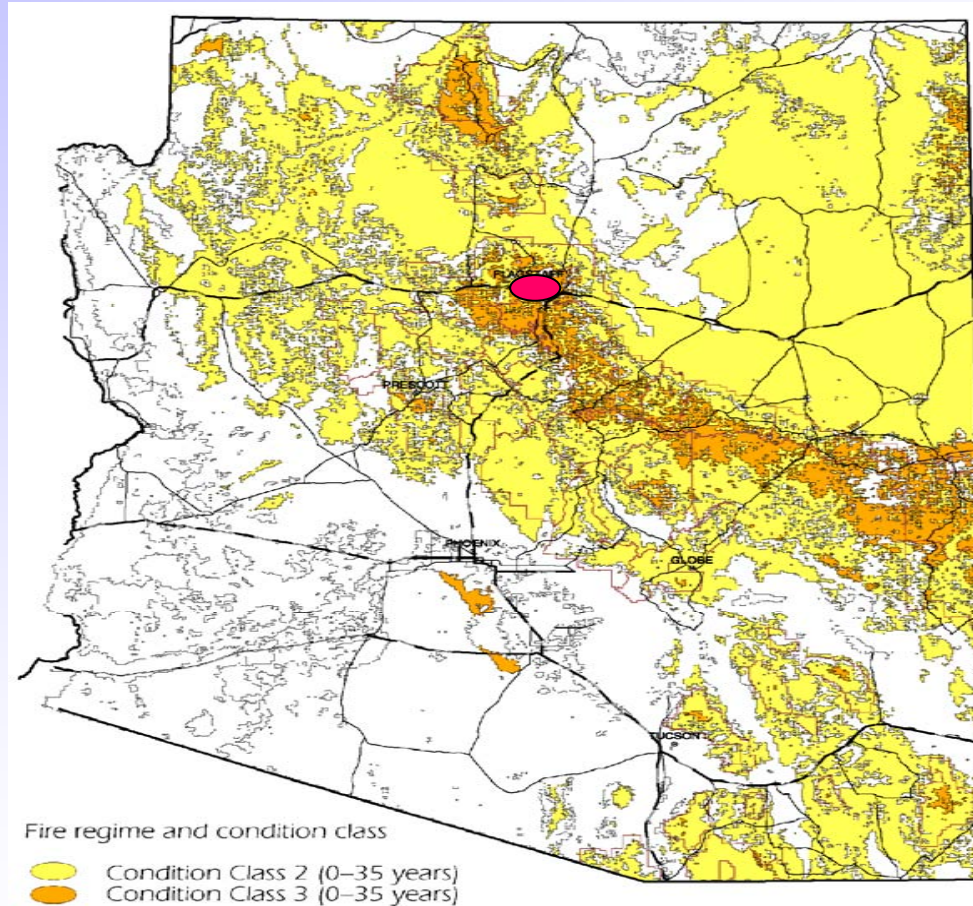 FLAGSTAFF
PRESCOTT
PHOENIX
GLOBE
TUCSON
Fire regime and condition class
Condition Class 2 (0–35 years)
Condition Class 3 (0–35 years)